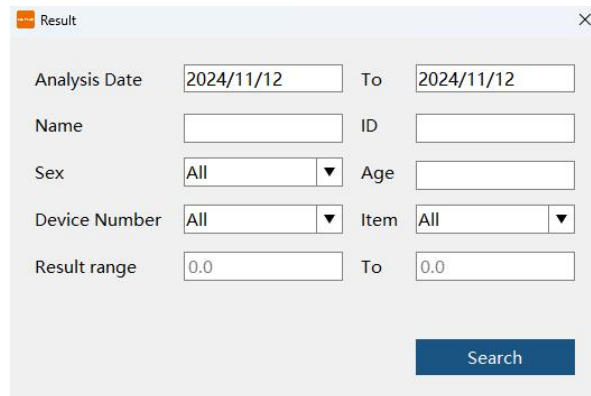 Result
Analysis Date 2024/11/12 To 2024/11/12
Name ID
Sex All Age
Device Number All Item All
Result range 0.0 To 0.0
Search